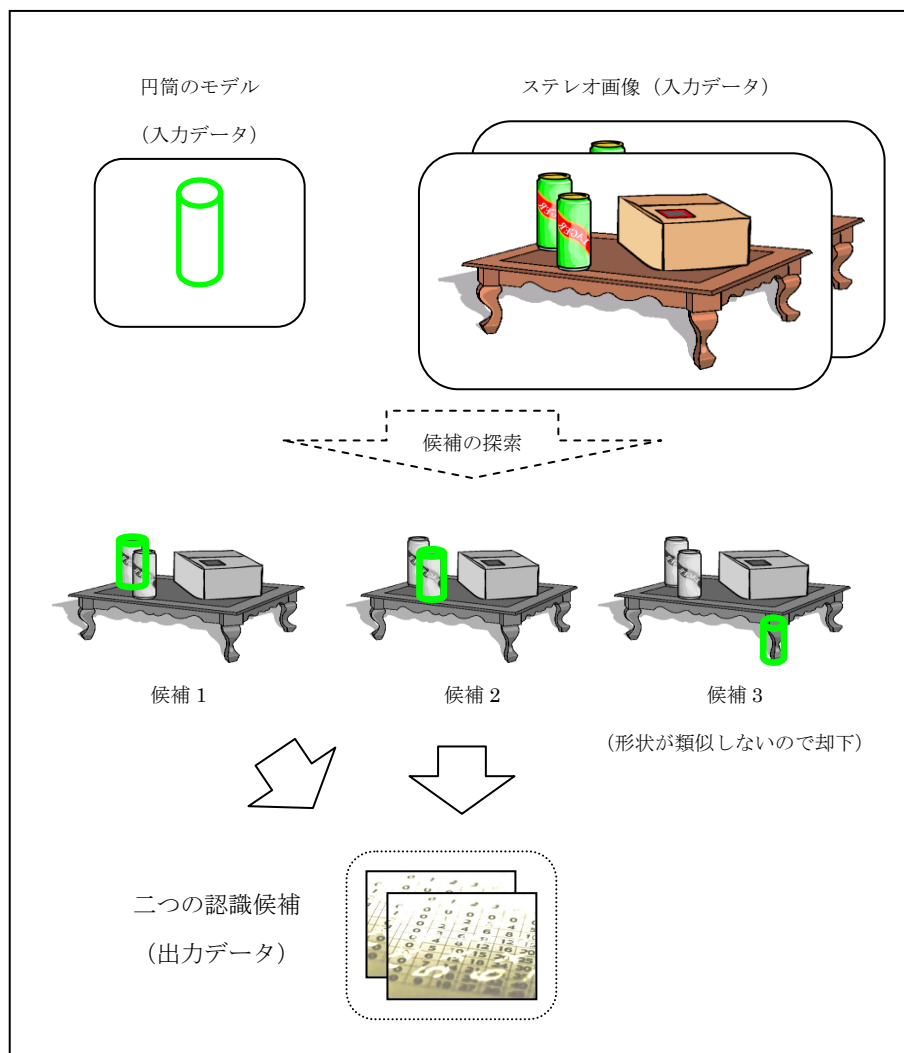 円筒のモデル
(入力データ)
ステレオ画像(入力データ)
候補の探索
候補 1
候補 2
候補 3
(形状が類似しないので却下)
二つの認識候補
(出力データ)